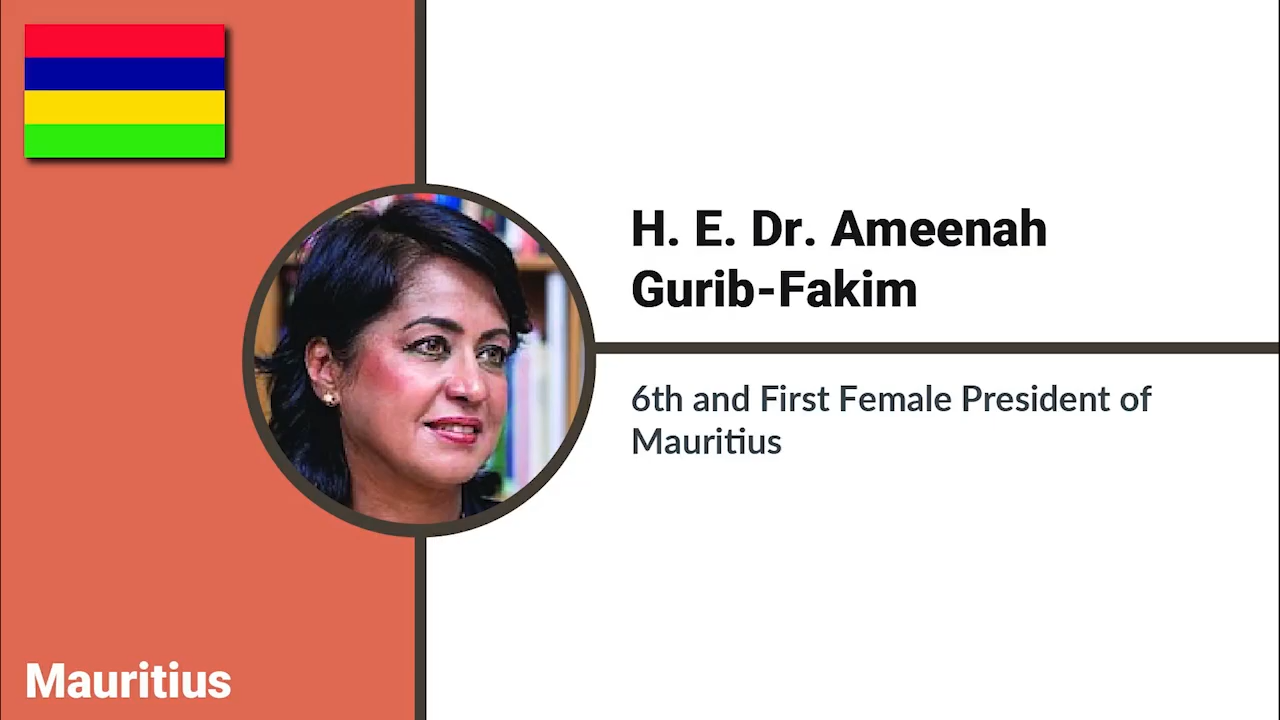 H. E. Dr. Ameenah
Gurib-Fakim
6th and First Female President of
Mauritius
Mauritius